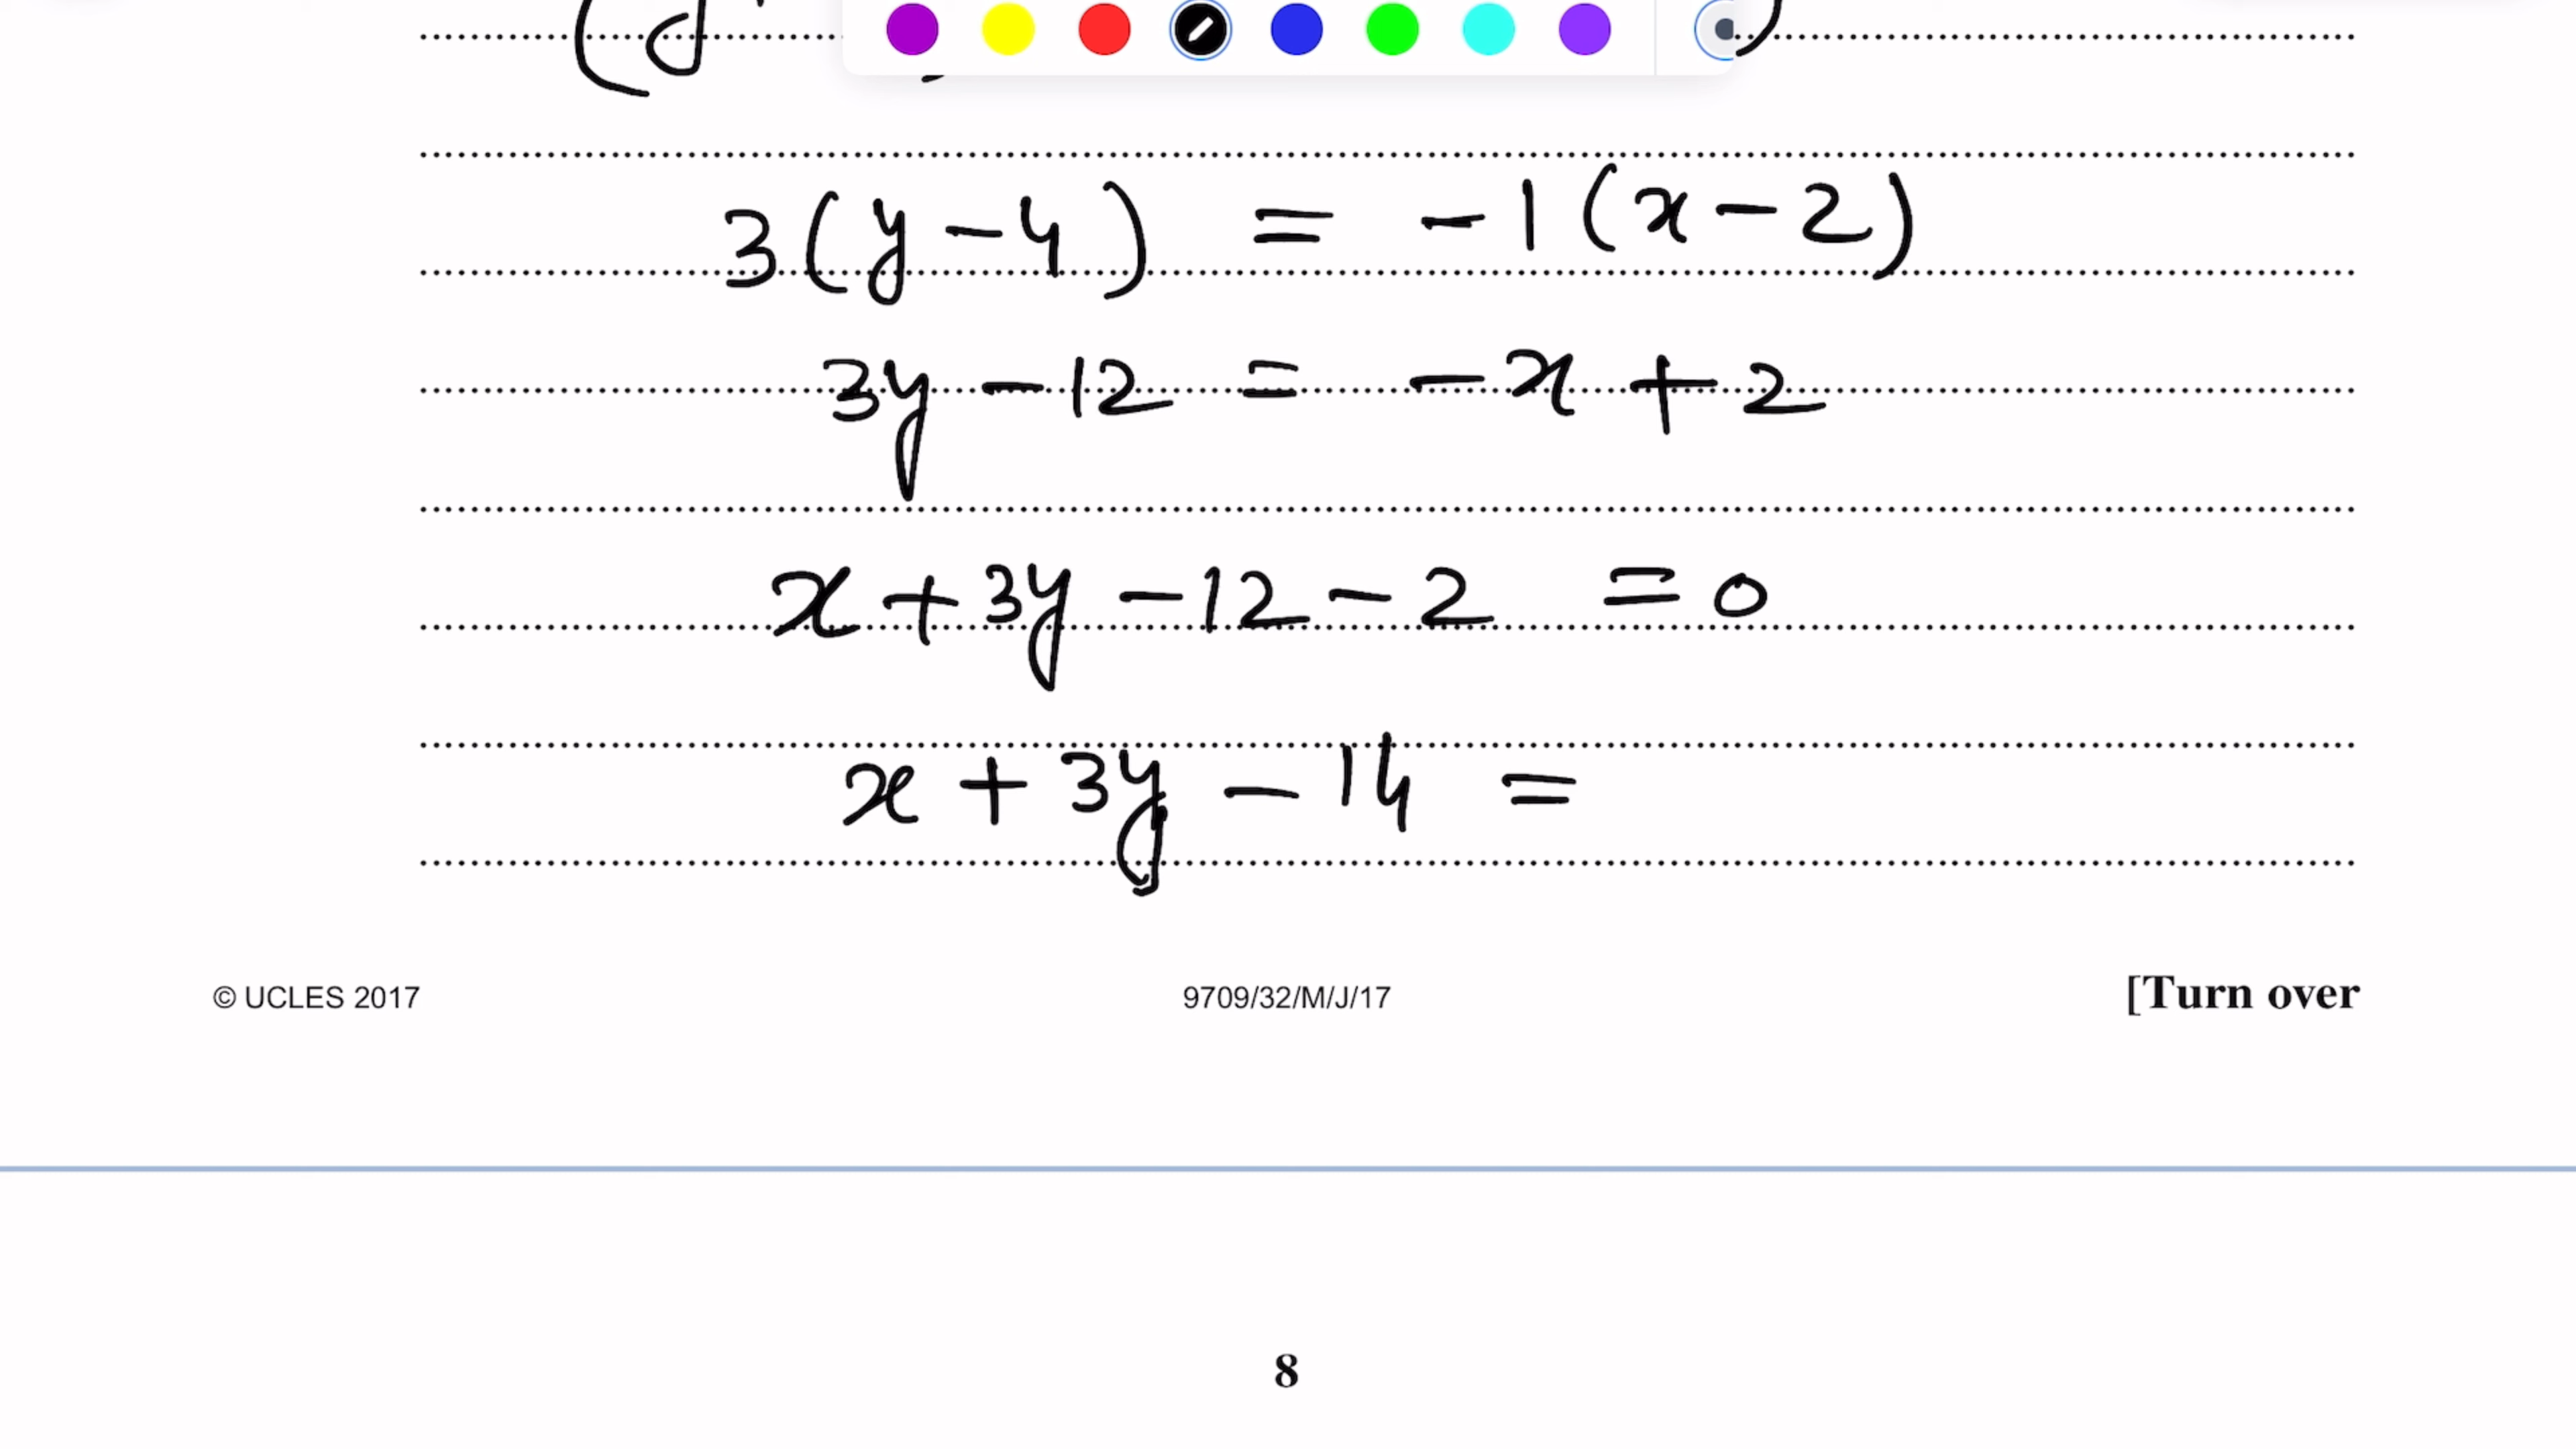 3(y-4) = -1(x-2)
3y-12 = -x+2
x+3y-12-2 =0
x+3y-14 =
© UCLES 2017 9709/32/M/J/17 [Turn over
8